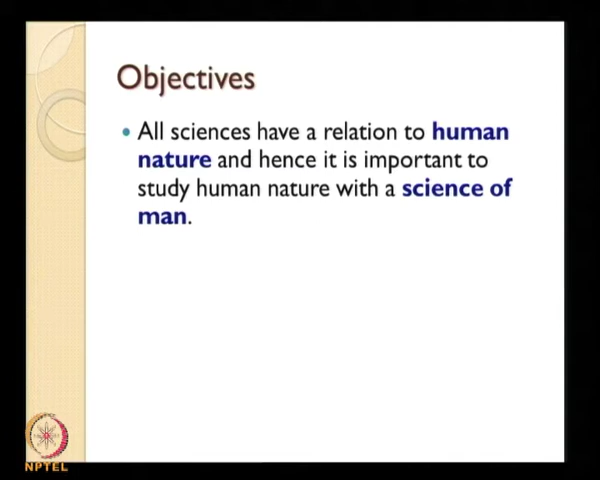 Objectives
• All sciences have a relation to human
nature and hence it is important to
study human nature with a science of
man.
NPTEL